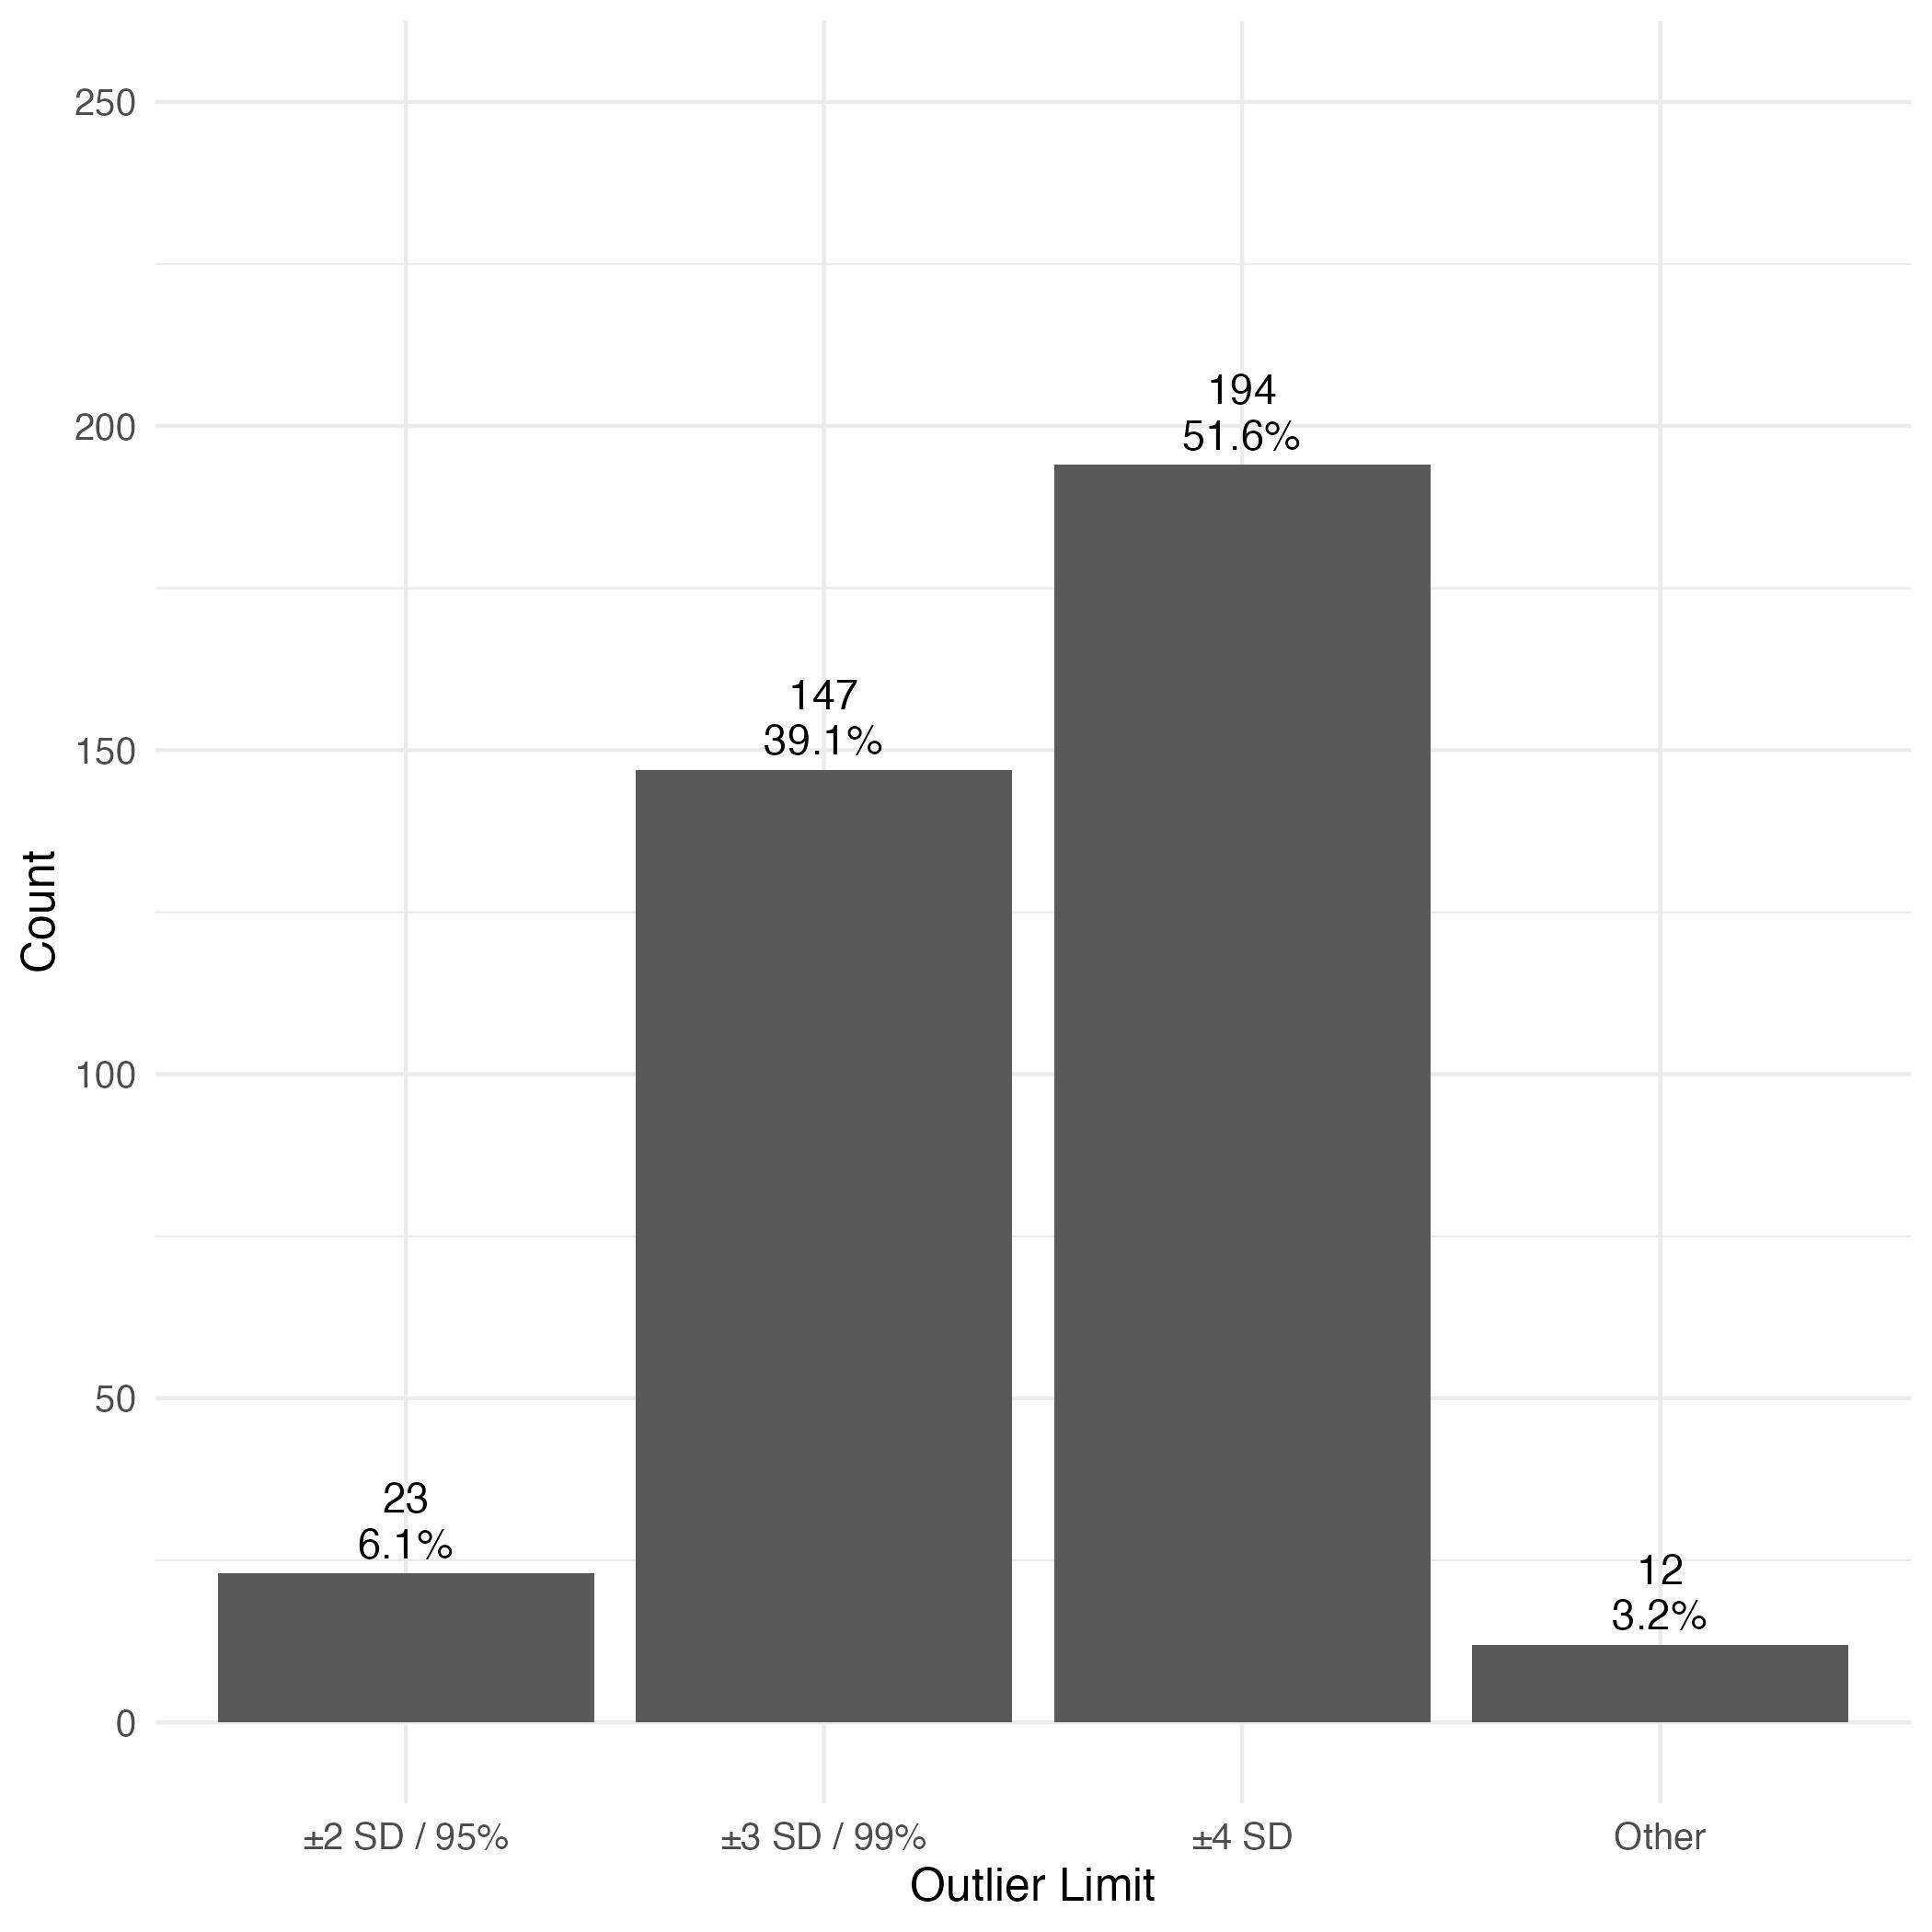 250
200
150
100
50
0
Count
194
51.6%
147
39.1%
23
6.1%
12
3.2%
±2 SD / 95%
±3 SD / 99%
±4 SD
Other
Outlier Limit